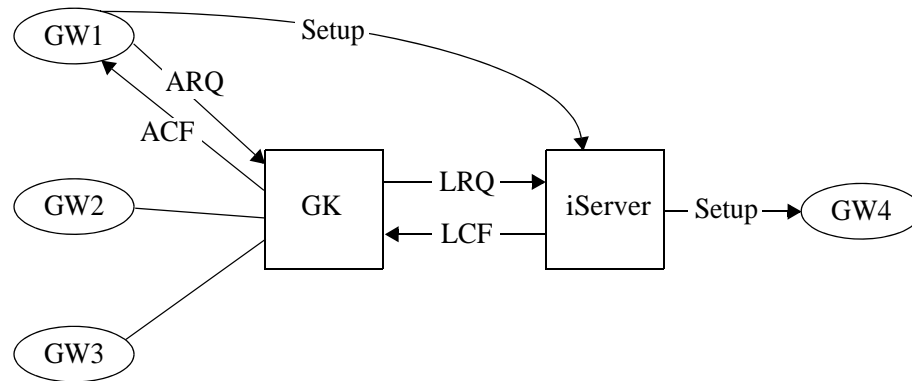 GW1
Setup
ARQ
ACF
LRQ
GW2
GK
iServer
Setup
GW4
LCF
GW3